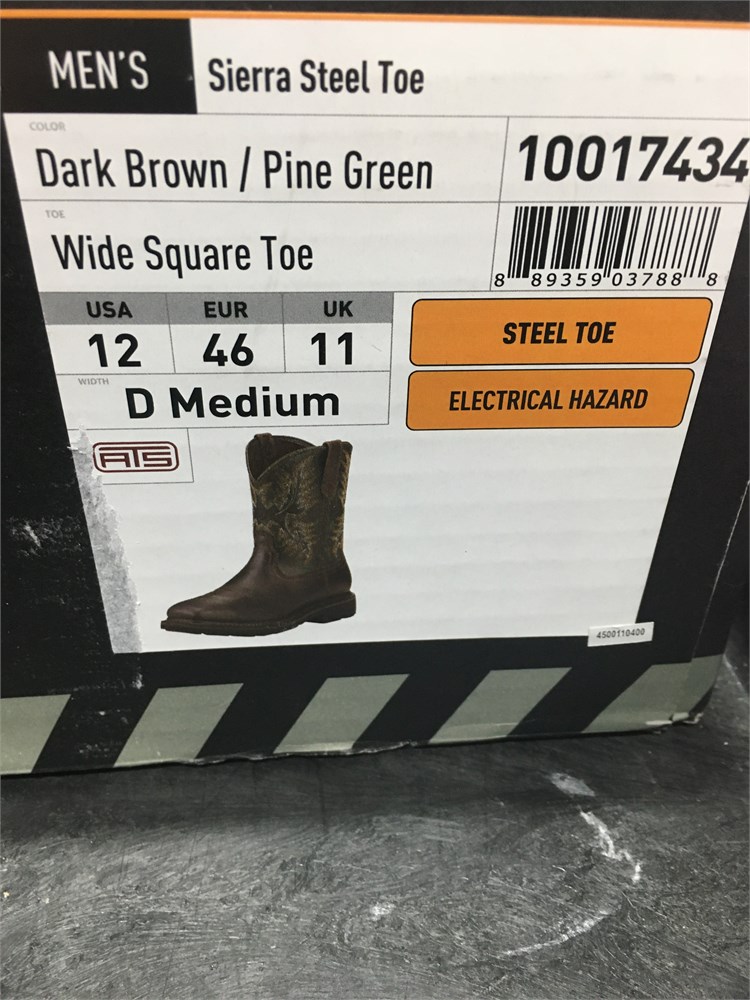 MEN'S Sierra Steel Toe
COLOR
Dark Brown / Pine Green
10017434
TOE
Wide Square Toe
8 89359 03788 8
USA EUR UK
12 46 11
STEEL TOE
WIDTH
D Medium
ELECTRICAL HAZARD
ATS
4500110400